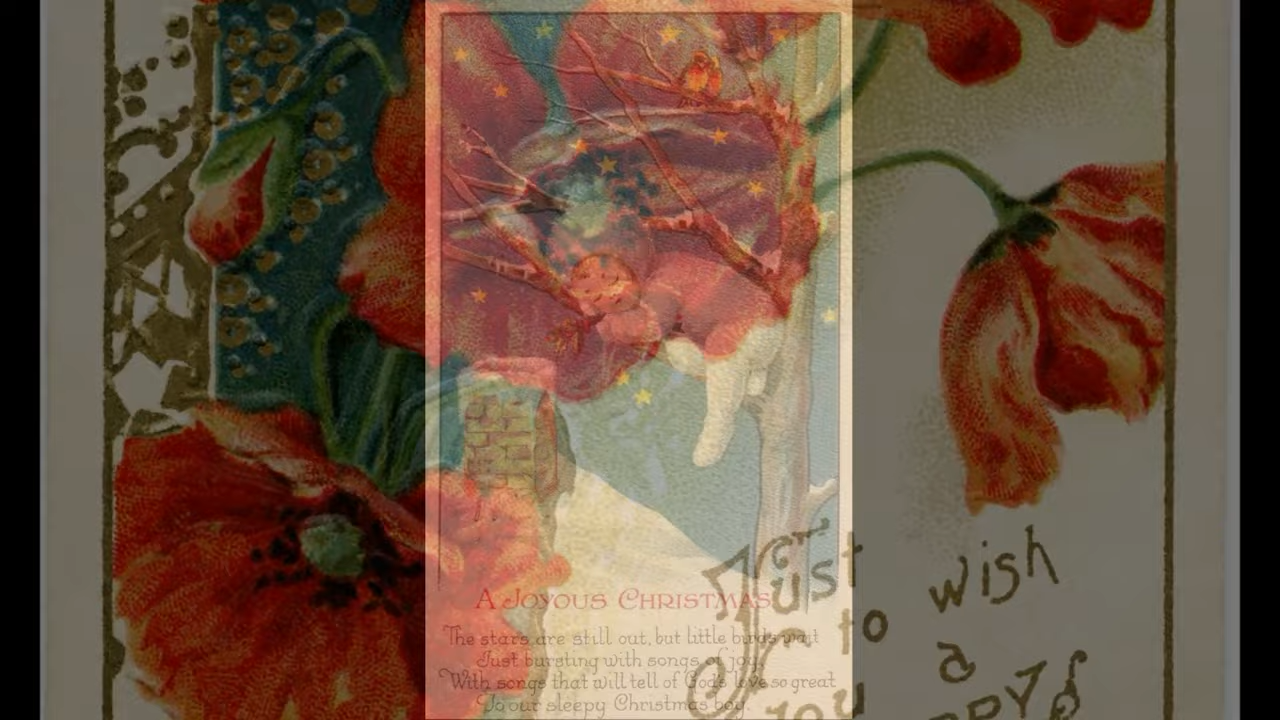 A JOYOUS CHRISTMAS
The stars are still out, but little birds wait
Just bursting with songs of joy,
With songs that will tell of God's love so great
To our sleepy Christmas boy.
Just
to wish
you a